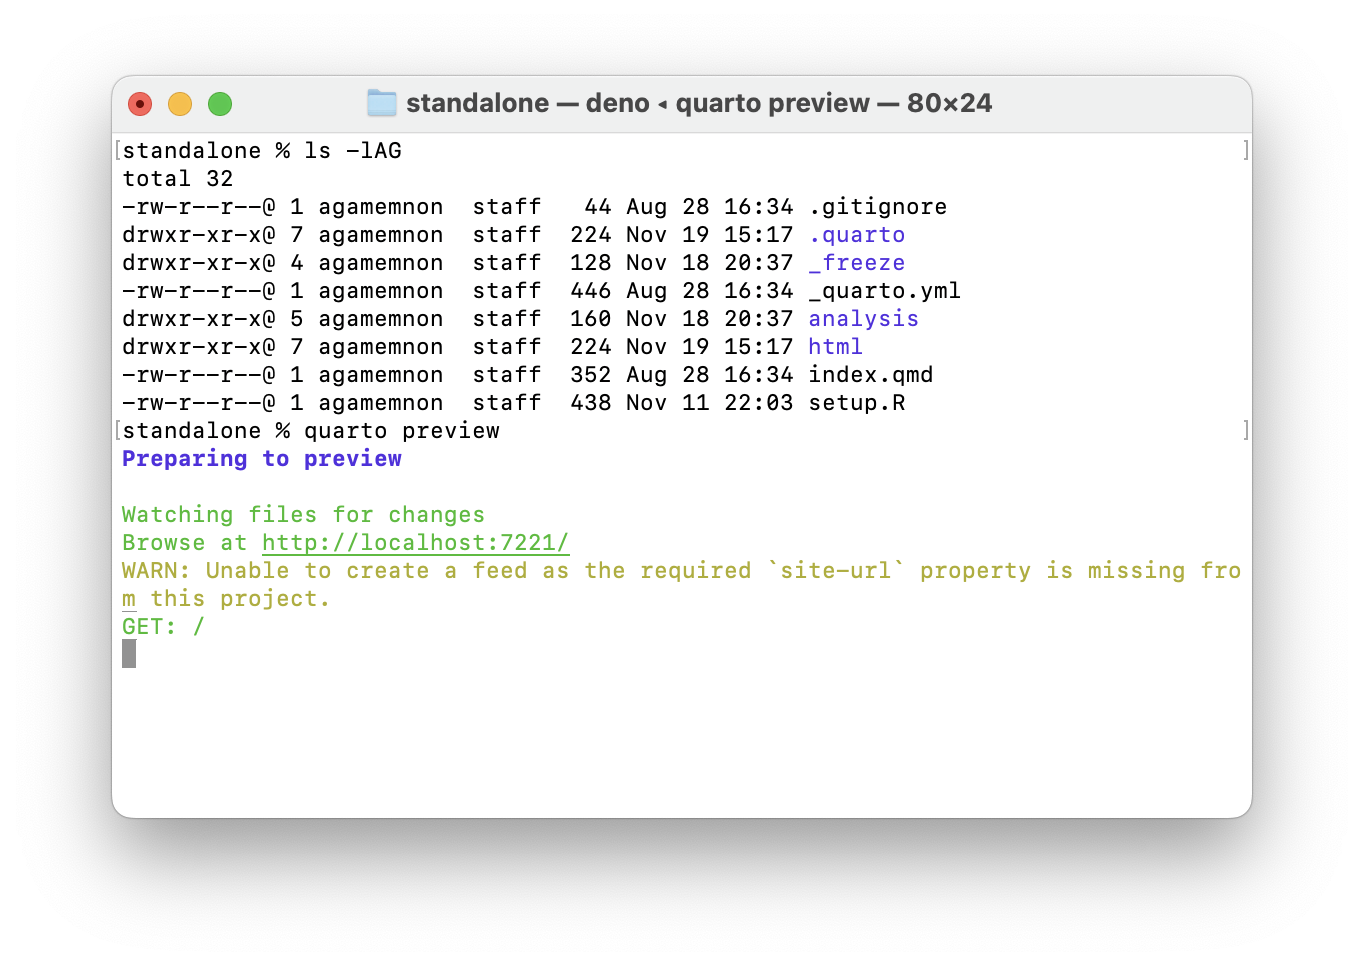 standalone — deno ◂ quarto preview — 80×24
[standalone % ls -lAG ]
total 32
-rw-r--r--@ 1 agamemnon  staff   44 Aug 28 16:34 .gitignore
drwxr-xr-x@ 7 agamemnon  staff  224 Nov 19 15:17 .quarto
drwxr-xr-x@ 4 agamemnon  staff  128 Nov 18 20:37 _freeze
-rw-r--r--@ 1 agamemnon  staff  446 Aug 28 16:34 _quarto.yml
drwxr-xr-x@ 5 agamemnon  staff  160 Nov 18 20:37 analysis
drwxr-xr-x@ 7 agamemnon  staff  224 Nov 19 15:17 html
-rw-r--r--@ 1 agamemnon  staff  352 Aug 28 16:34 index.qmd
-rw-r--r--@ 1 agamemnon  staff  438 Nov 11 22:03 setup.R
[standalone % quarto preview ]
Preparing to preview
Watching files for changes
Browse at http://localhost:7221/
WARN: Unable to create a feed as the required `site-url` property is missing fro
m this project.
GET: /